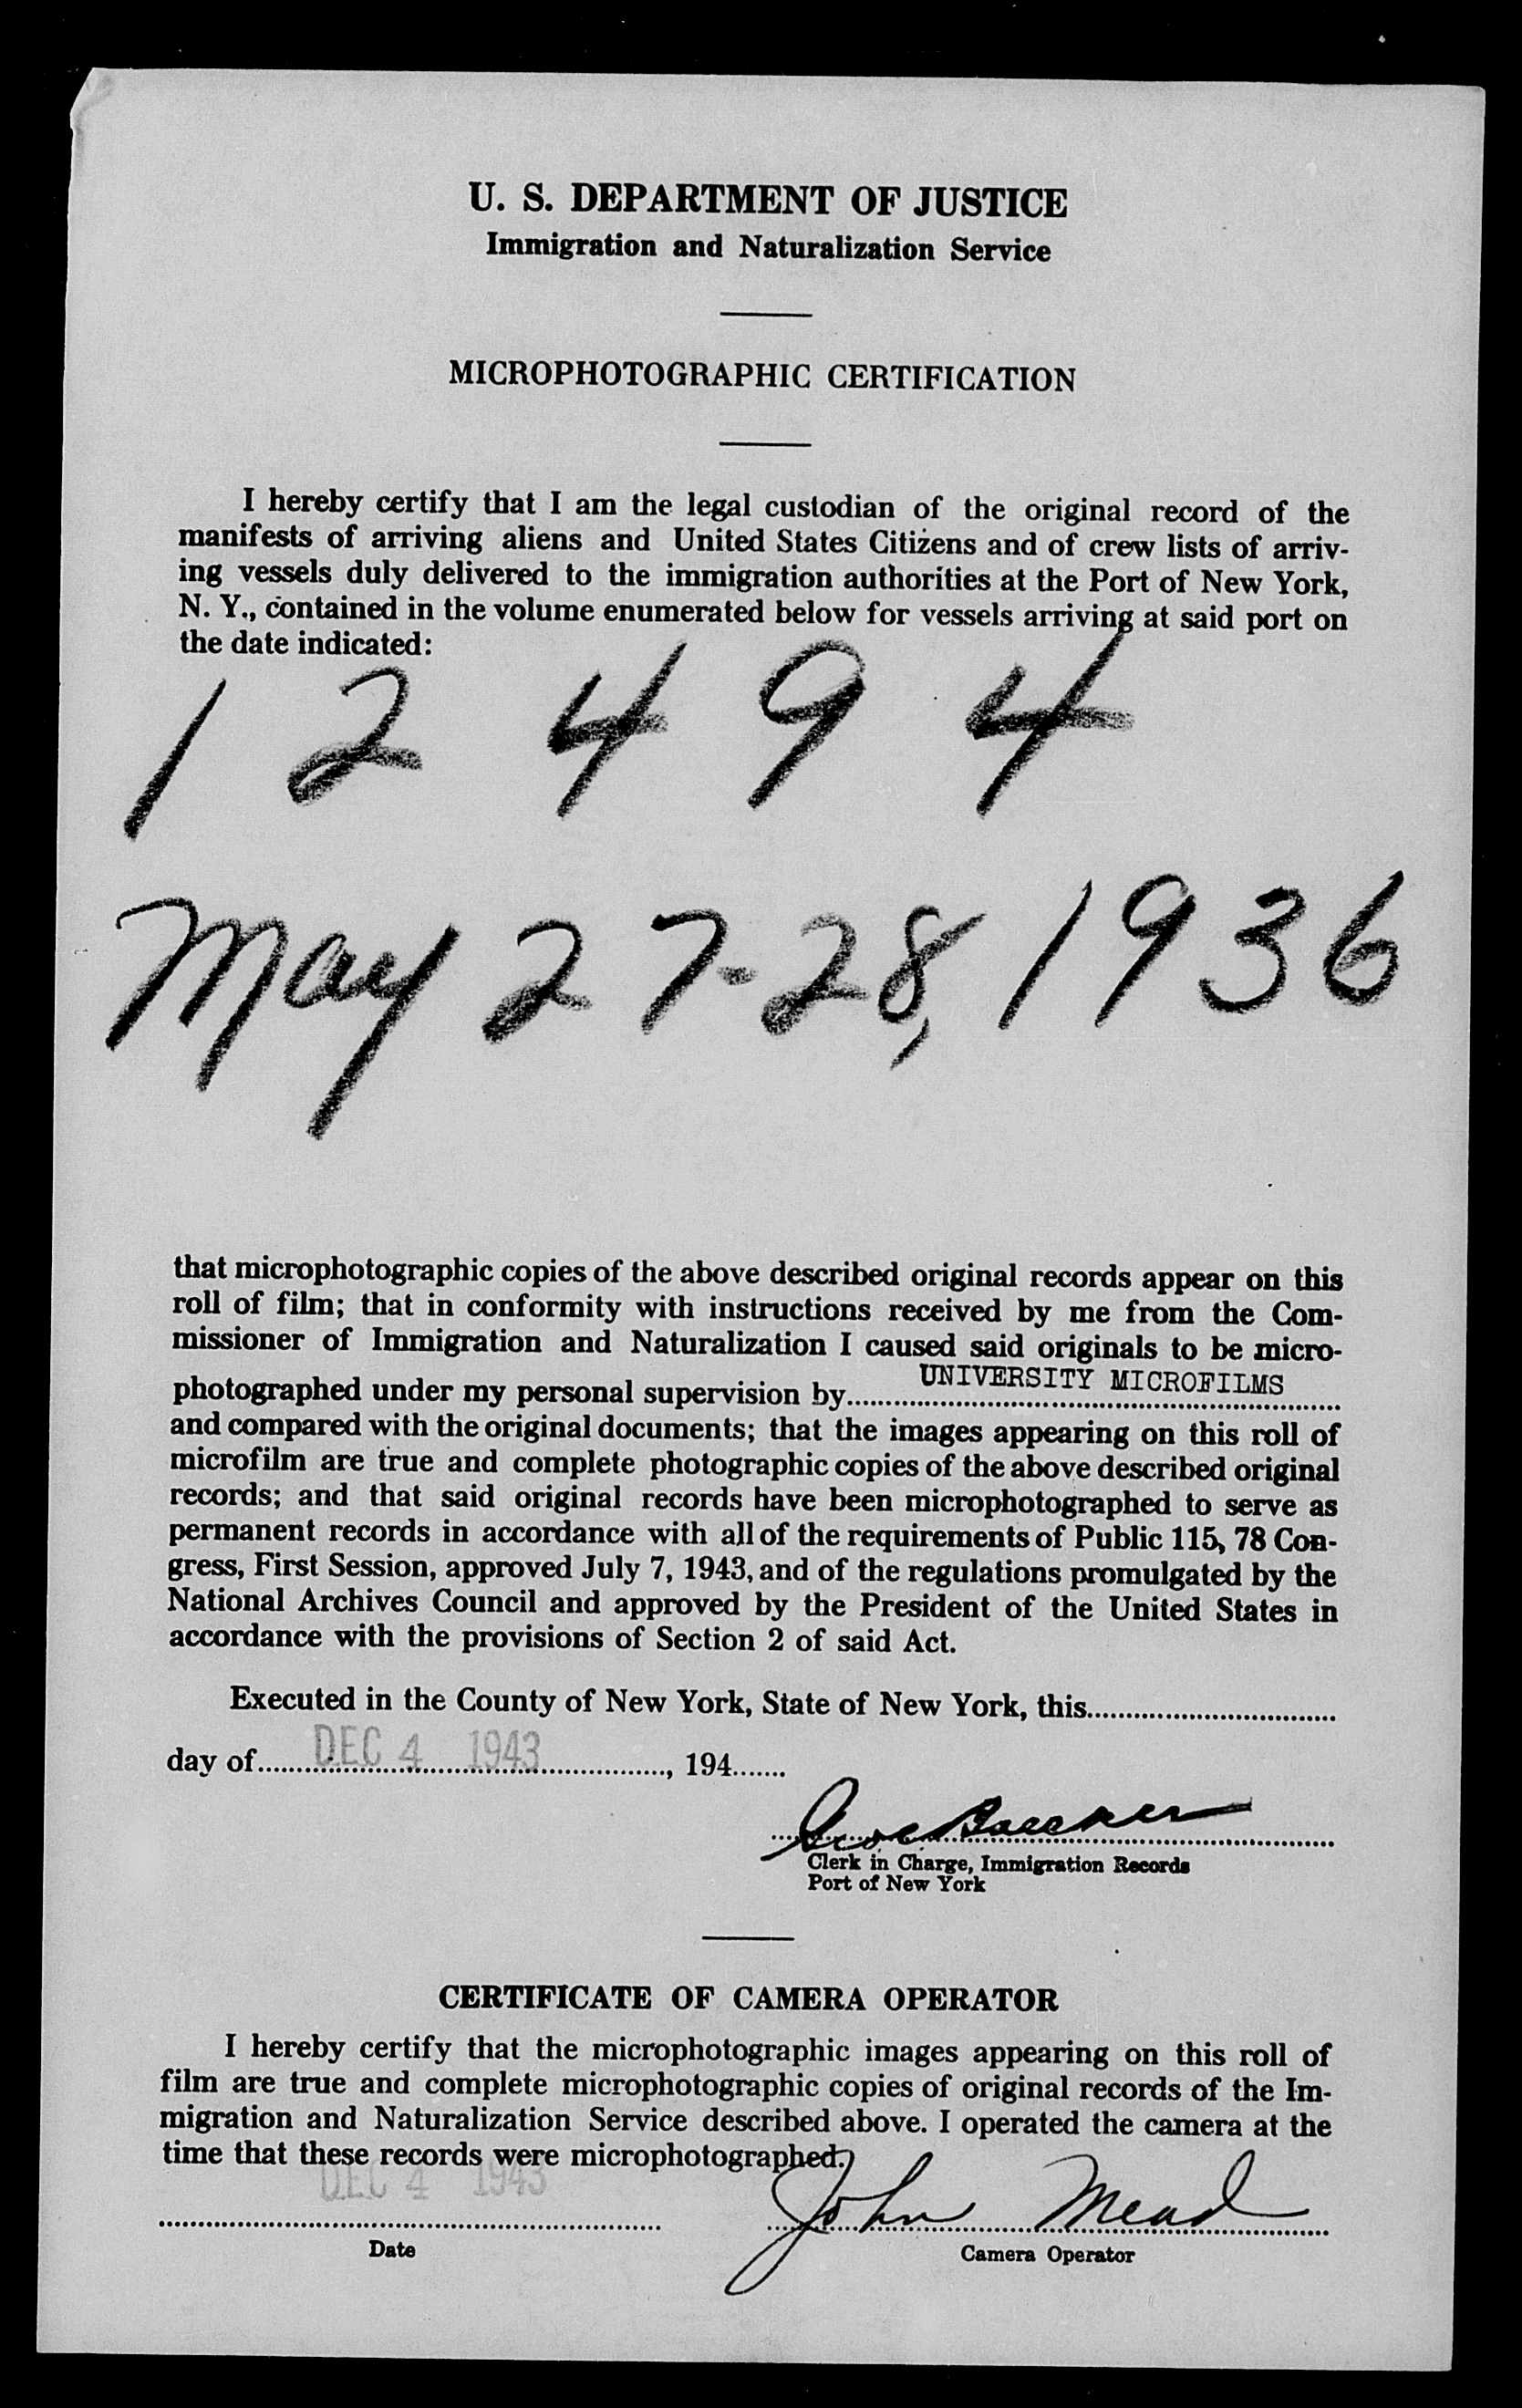 U. S. DEPARTMENT OF JUSTICE
Immigration and Naturalization Service
MICROPHOTOGRAPHIC CERTIFICATION
I hereby certify that I am the legal custodian of the original record of the
manifests of arriving aliens and United States Citizens and of crew lists of arriv-
ing vessels duly delivered to the immigration authorities at the Port of New York,
N. Y., contained in the volume enumerated below for vessels arriving at said port on
the date indicated:
12494
May 27-28, 1936
that microphotographic copies of the above described original records appear on this
roll of film; that in conformity with instructions received by me from the Com-
missioner of Immigration and Naturalization I caused said originals to be micro-
photographed under my personal supervision by UNIVERSITY MICROFILMS
and compared with the original documents; that the images appearing on this roll of
microfilm are true and complete photographic copies of the above described original
records; and that said original records have been microphotographed to serve as
permanent records in accordance with all of the requirements of Public 115, 78 Con-
gress, First Session, approved July 7, 1943, and of the regulations promulgated by the
National Archives Council and approved by the President of the United States in
accordance with the provisions of Section 2 of said Act.
Executed in the County of New York, State of New York, this
day of DEC 4 1943, 194
Clerk in Charge, Immigration Records
Port of New York
CERTIFICATE OF CAMERA OPERATOR
I hereby certify that the microphotographic images appearing on this roll of
film are true and complete microphotographic copies of original records of the Im-
migration and Naturalization Service described above. I operated the camera at the
time that these records were microphotographed.
DEC 4 1943 John Mead
Date Camera Operator